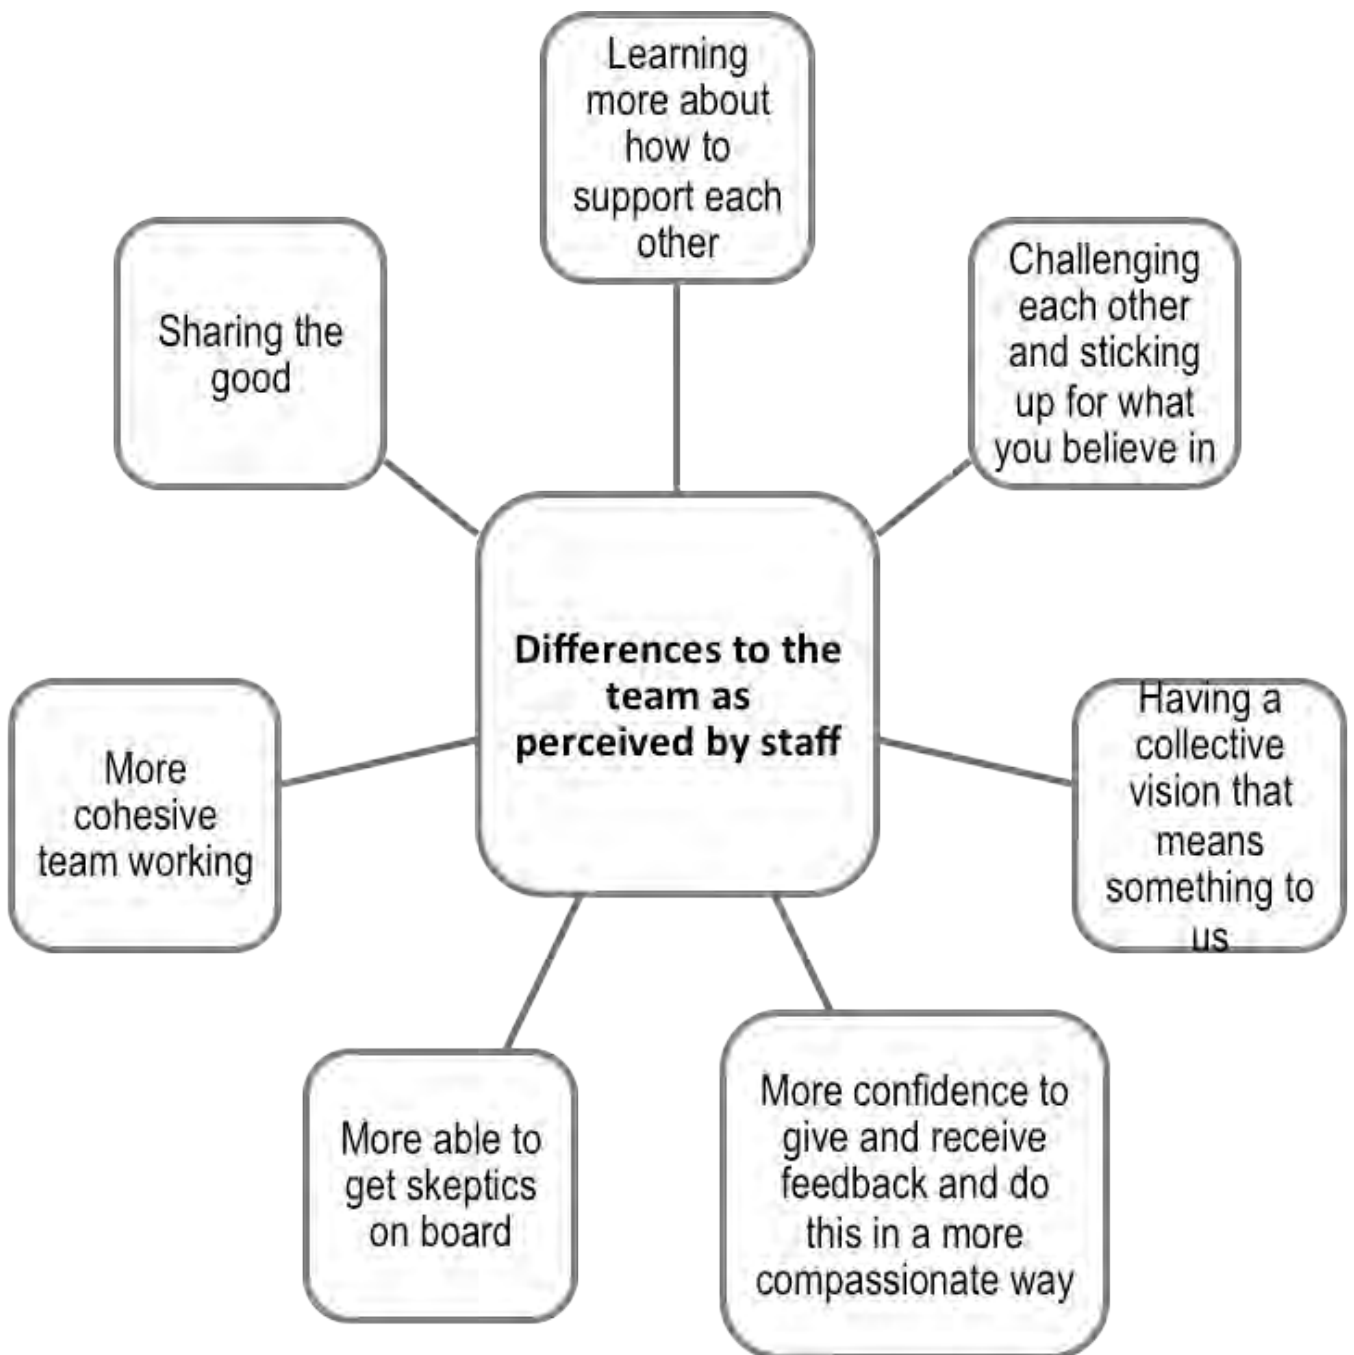 Learning
more about
how to
support each
other
Sharing the
good
Challenging
each other
and sticking
up for what
you believe in
Differences to the
team as
perceived by staff
More
cohesive
team working
Having a
collective
vision that
means
something to
us
More able to
get skeptics
on board
More confidence to
give and receive
feedback and do
this in a more
compassionate way